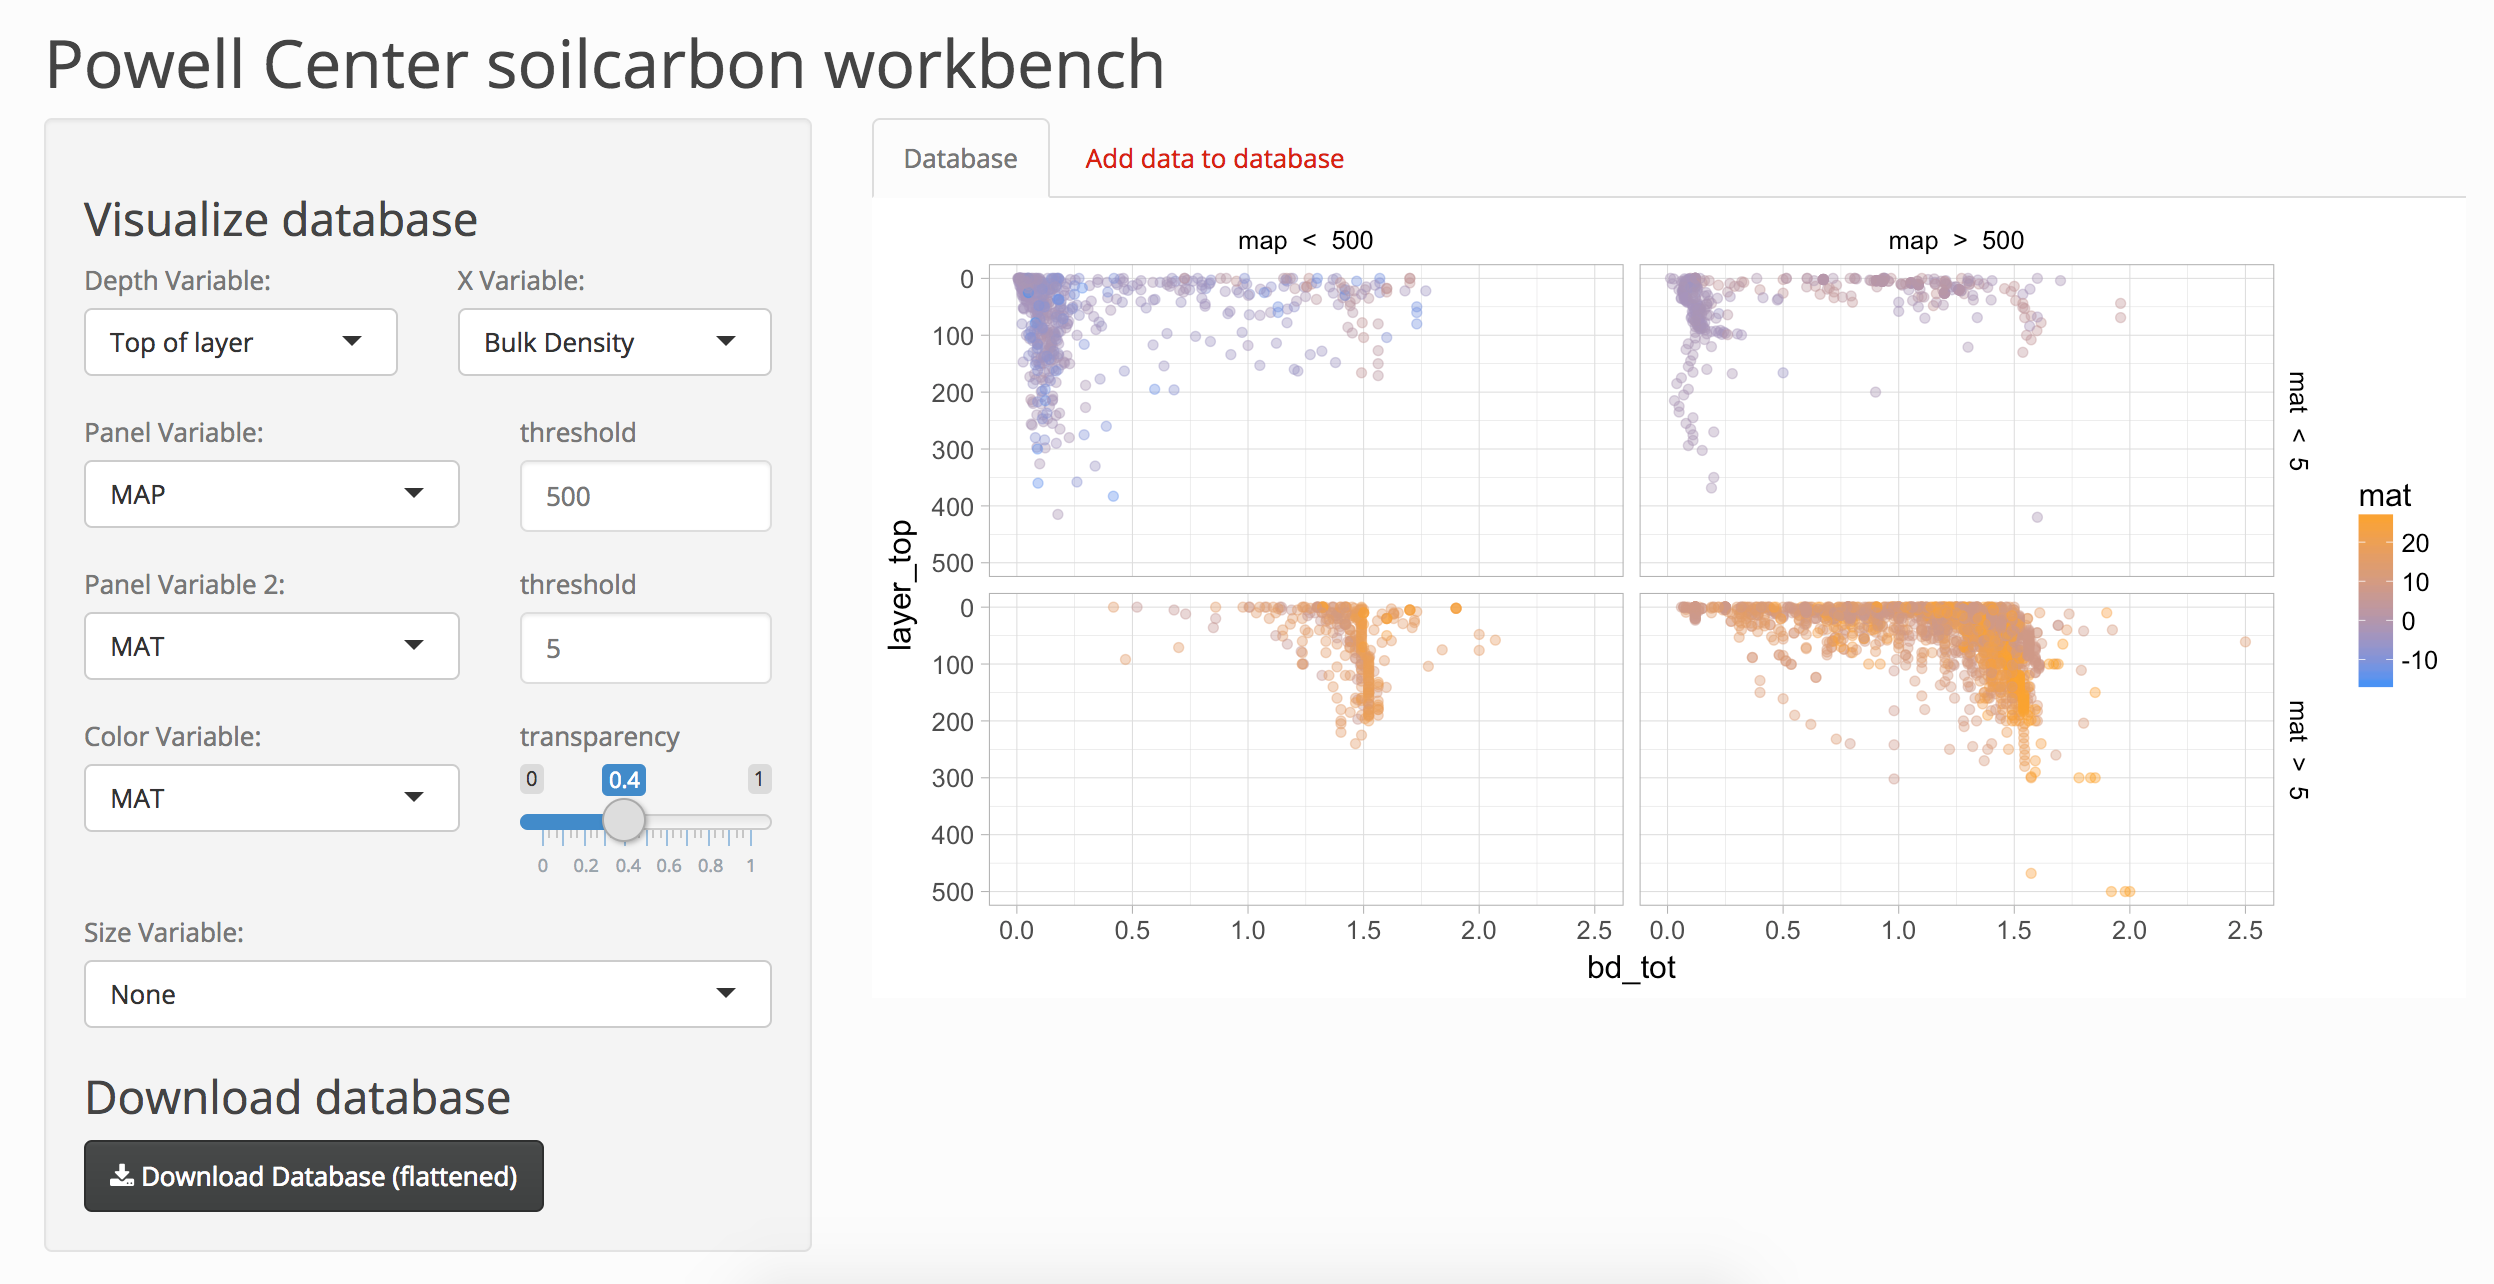 Powell Center soilcarbon workbench
Visualize database
Depth Variable: X Variable:
Top of layer Bulk Density
Panel Variable: threshold
MAP 500
Panel Variable 2: threshold
MAT 5
Color Variable: transparency
0 0.4 1
MAT
0 0.2 0.4 0.6 0.8 1
Size Variable:
None
Download database
Download Database (flattened)
Database Add data to database
map < 500 map > 500
0
100
200
300
400
500
mat < 5
layer_top
0
100
200
300
400
500
mat > 5
0.0 0.5 1.0 1.5 2.0 2.5 0.0 0.5 1.0 1.5 2.0 2.5
bd_tot
mat
20
10
0
-10